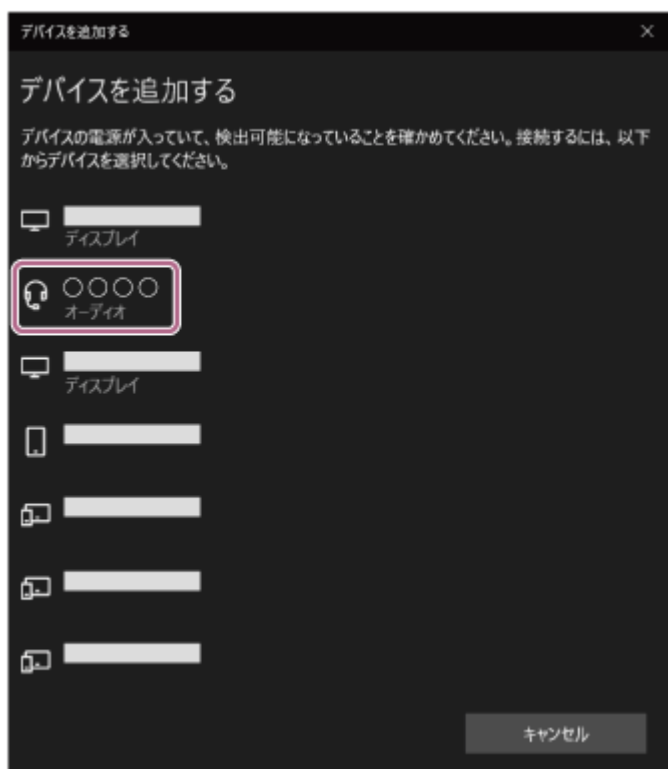 デバイスを追加する
デバイスを追加する
デバイスの電源が入っていて、検出可能になっていることを確かめてください。接続するには、以下
からデバイスを選択してください。
ディスプレイ
○○○○
オーディオ
ディスプレイ
キャンセル